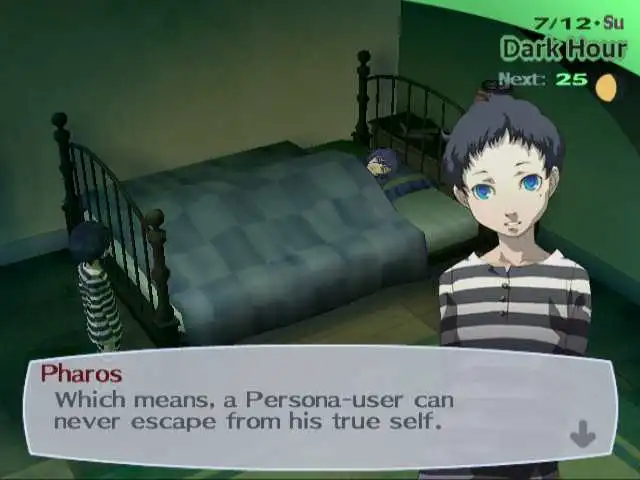 7/12·Su
Dark Hour
Next: 25
Pharos
Which means, a Persona-user can
never escape from his true self.